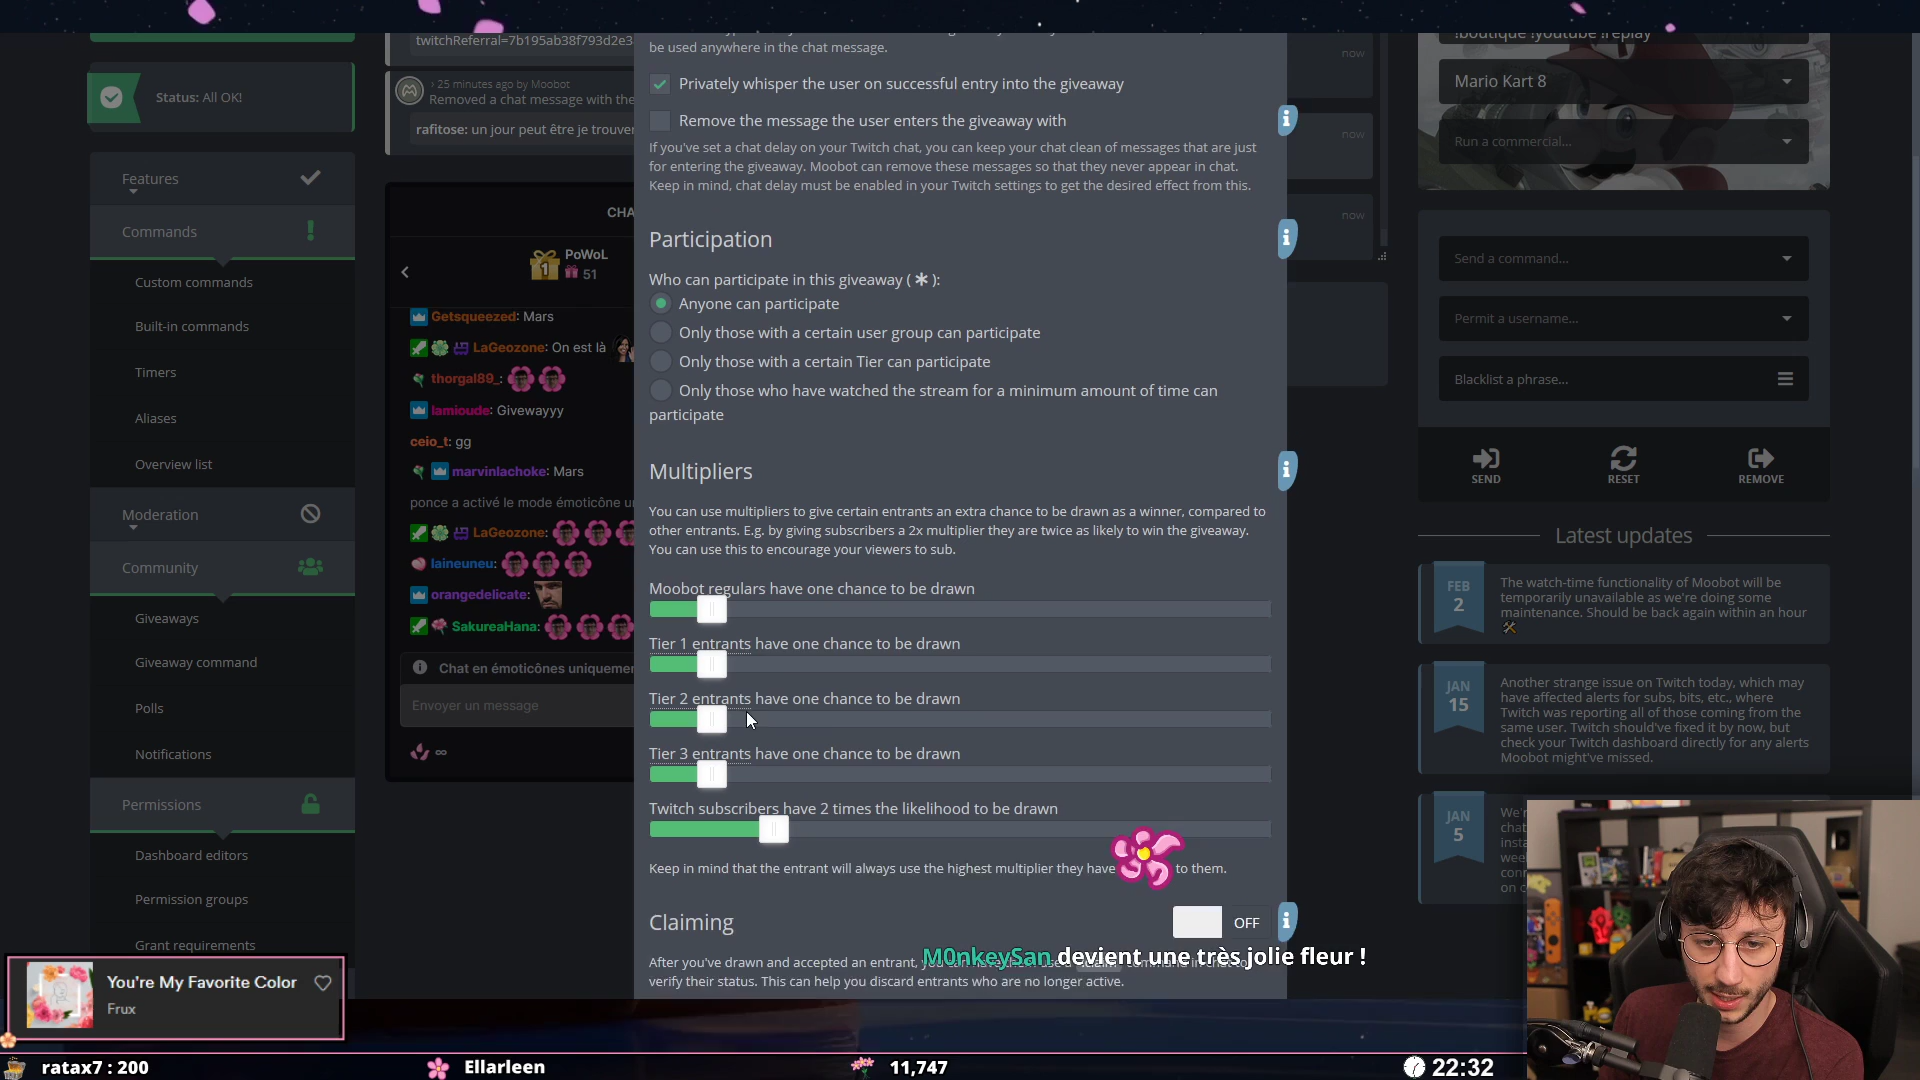 twitchReferral=7b195ab38f793d2e3
Status: All OK!
25 minutes ago by Moobot
Removed a chat message with the
rafitose: un jour peut être je trouver
Features
Commands
Custom commands
Built-in commands
Timers
Aliases
Overview list
Moderation
Community
Giveaways
Giveaway command
Polls
Notifications
Permissions
Dashboard editors
Permission groups
Grant requirements
CHA
PoWoL
1
51
Getsqueezed: Mars
LaGeozone: On est là
thorgal89_:
lamioude: Givewayyy
ceio_t: gg
marvinlachoke: Mars
ponce a activé le mode émoticône u
LaGeozone:
laineuneu:
orangedelicate:
SakureaHana:
Chat en émoticônes uniquemen
Envoyer un message
∞
be used anywhere in the chat message.
Privately whisper the user on successful entry into the giveaway
Remove the message the user enters the giveaway with
If you've set a chat delay on your Twitch chat, you can keep your chat clean of messages that are just
for entering the giveaway. Moobot can remove these messages so that they never appear in chat.
Keep in mind, chat delay must be enabled in your Twitch settings to get the desired effect from this.
Participation
Who can participate in this giveaway ( ✱ ):
Anyone can participate
Only those with a certain user group can participate
Only those with a certain Tier can participate
Only those who have watched the stream for a minimum amount of time can
participate
Multipliers
You can use multipliers to give certain entrants an extra chance to be drawn as a winner, compared to
other entrants. E.g. by giving subscribers a 2x multiplier they are twice as likely to win the giveaway.
You can use this to encourage your viewers to sub.
Moobot regulars have one chance to be drawn
Tier 1 entrants have one chance to be drawn
Tier 2 entrants have one chance to be drawn
Tier 3 entrants have one chance to be drawn
Twitch subscribers have 2 times the likelihood to be drawn
Keep in mind that the entrant will always use the highest multiplier they have to them.
Claiming
OFF
M0nkeySan devient une très jolie fleur !
After you've drawn and accepted an entrant,
verify their status. This can help you discard entrants who are no longer active.
now
now
now
!boutique !youtube !replay
Mario Kart 8
Run a commercial...
Send a command...
Permit a username...
Blacklist a phrase...
SEND
RESET
REMOVE
Latest updates
FEB
2
The watch-time functionality of Moobot will be
temporarily unavailable as we're doing some
maintenance. Should be back again within an hour
JAN
15
Another strange issue on Twitch today, which may
have affected alerts for subs, bits, etc., where
Twitch was reporting all of those coming from the
same user. Twitch should've fixed it by now, but
check your Twitch dashboard directly for any alerts
Moobot might've missed.
JAN
5
We'r
chat
insta
wee
conn
on c
You're My Favorite Color
Frux
ratax7 : 200
Ellarleen
11,747
22:32